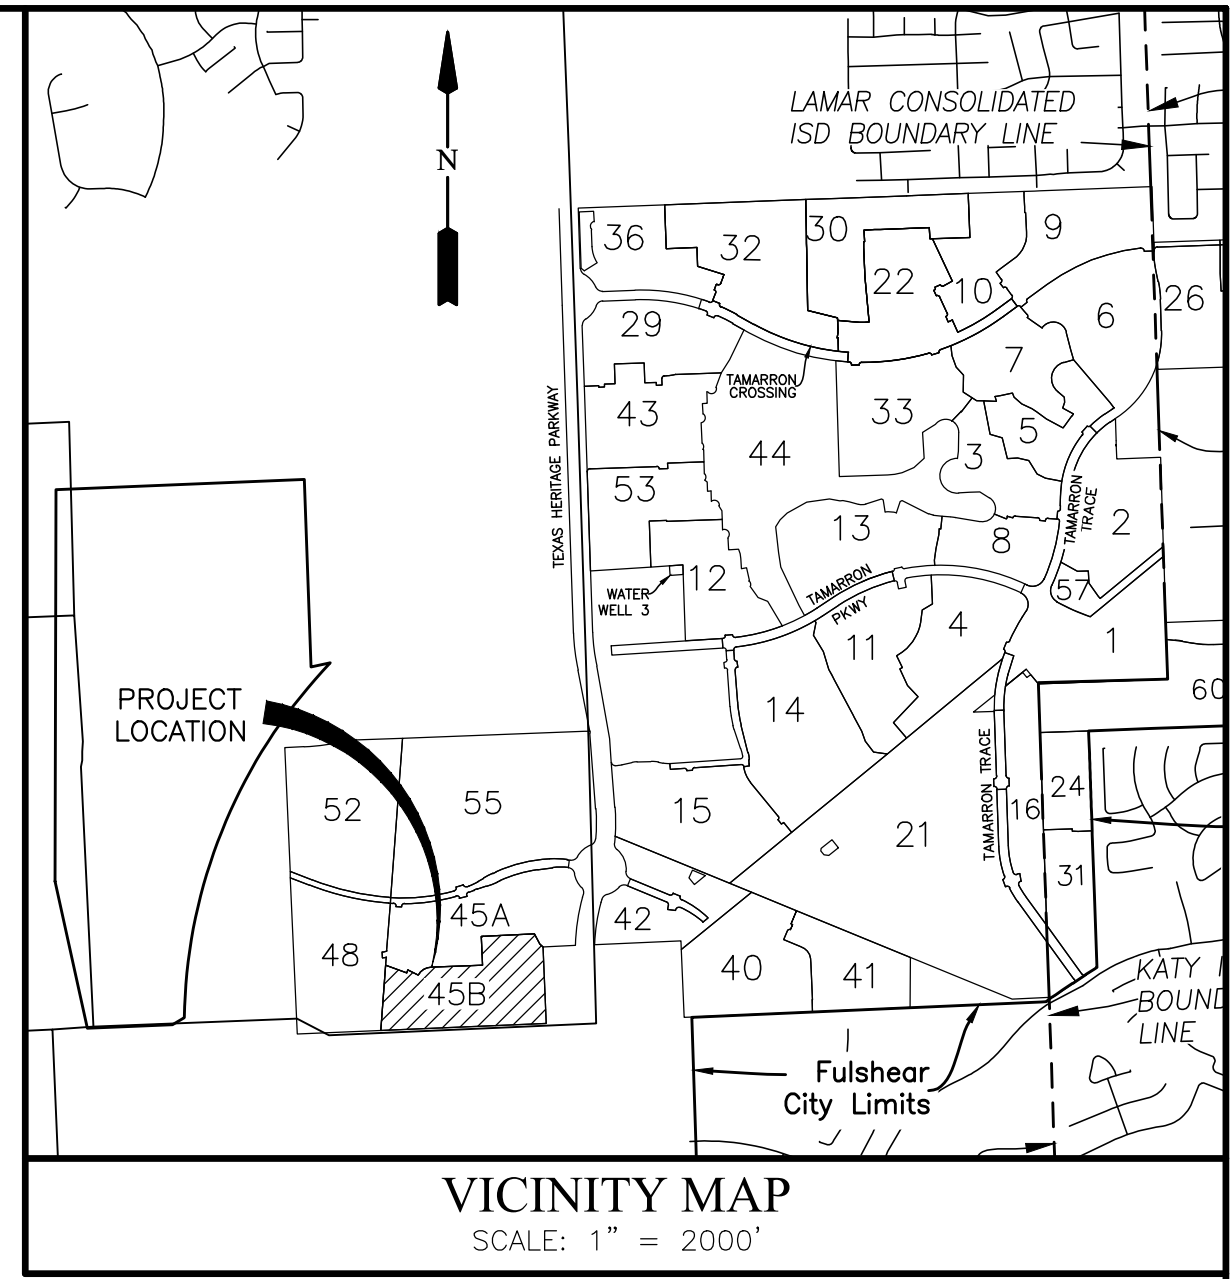 LAMAR CONSOLIDATED
ISD BOUNDARY LINE
N
36
32
30
9
22
10
6
26
29
7
TAMARRON
CROSSING
43
33
5
44
3
TEXAS HERITAGE PARKWAY
53
TAMARRON
TRACE
2
13
8
12
WATER
WELL 3
TAMARRON
PKWY
57
11
4
1
60
PROJECT
LOCATION
14
52
55
15
21
TAMARRON TRACE
16
24
31
45A
42
48
45B
40
41
KATY
BOUND
LINE
Fulshear
City Limits
VICINITY MAP
SCALE: 1” = 2000’